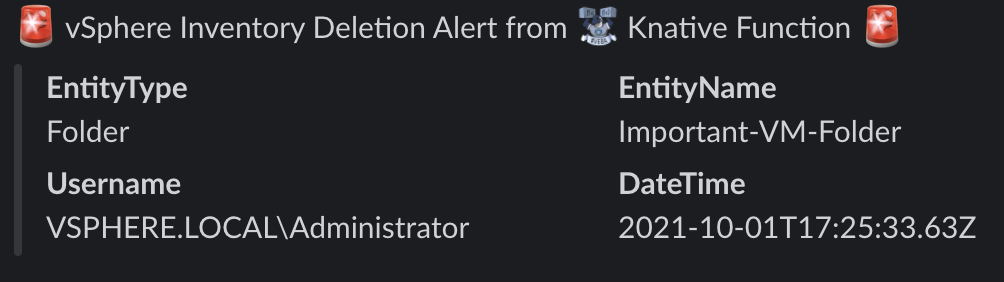 🚨 vSphere Inventory Deletion Alert from Knative Function 🚨
EntityType EntityName
Folder Important-VM-Folder
Username DateTime
VSPHERE.LOCAL\Administrator 2021-10-01T17:25:33.63Z